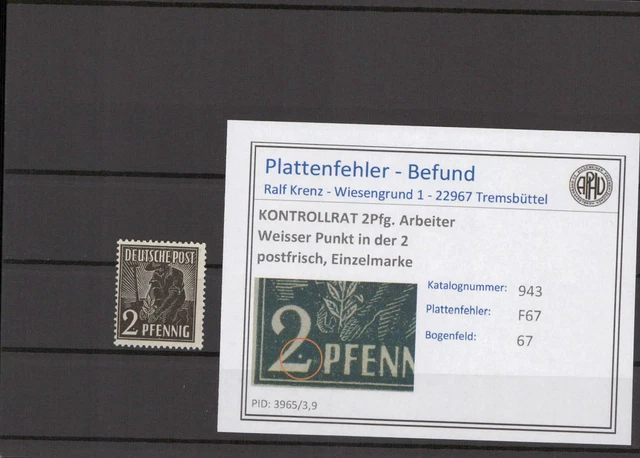 DEUTSCHE POST
2 PFENNIG
Plattenfehler - Befund
Ralf Krenz - Wiesengrund 1 - 22967 Tremsbüttel
KONTROLLRAT 2Pfg. Arbeiter
Weisser Punkt in der 2
postfrisch, Einzelmarke
2 PFENN
Katalognummer: 943
Plattenfehler: F67
Bogenfeld: 67
PID: 3965/3,9